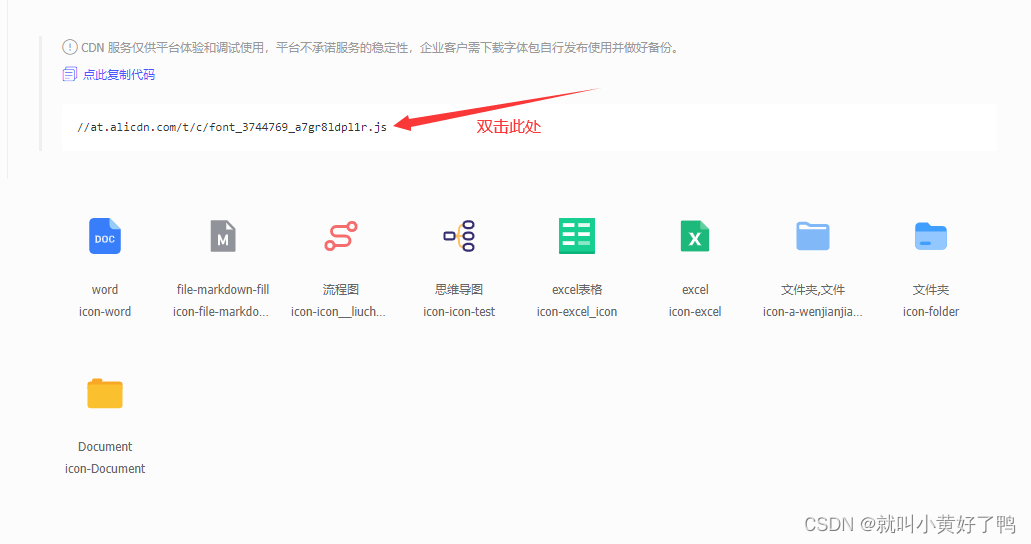 CDN 服务仅供平台体验和调试使用，平台不承诺服务的稳定性，企业客户需下载字体包自行发布使用并做好备份。
点此复制代码
//at.alicdn.com/t/c/font_3744769_a7gr8ldpl1r.js
双击此处
DOC M X
word file-markdown-fill 流程图 思维导图 excel表格 excel 文件夹,文件 文件夹
icon-word icon-file-markdo... icon-icon__liuch... icon-icon-test icon-excel_icon icon-excel icon-a-wenjianjia... icon-folder
Document
icon-Document
CSDN @就叫小黄好了鸭